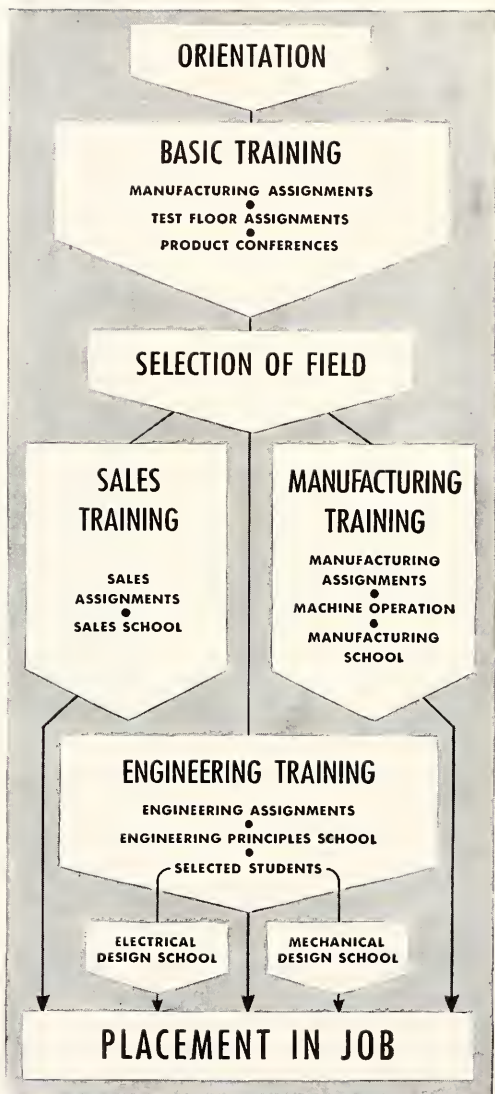 ORIENTATION
BASIC TRAINING
MANUFACTURING ASSIGNMENTS
TEST FLOOR ASSIGNMENTS
PRODUCT CONFERENCES
SELECTION OF FIELD
SALES
TRAINING
SALES
ASSIGNMENTS
SALES SCHOOL
MANUFACTURING
TRAINING
MANUFACTURING
ASSIGNMENTS
MACHINE OPERATION
MANUFACTURING
SCHOOL
ENGINEERING TRAINING
ENGINEERING ASSIGNMENTS
ENGINEERING PRINCIPLES SCHOOL
SELECTED STUDENTS
ELECTRICAL
DESIGN SCHOOL
MECHANICAL
DESIGN SCHOOL
PLACEMENT IN JOB